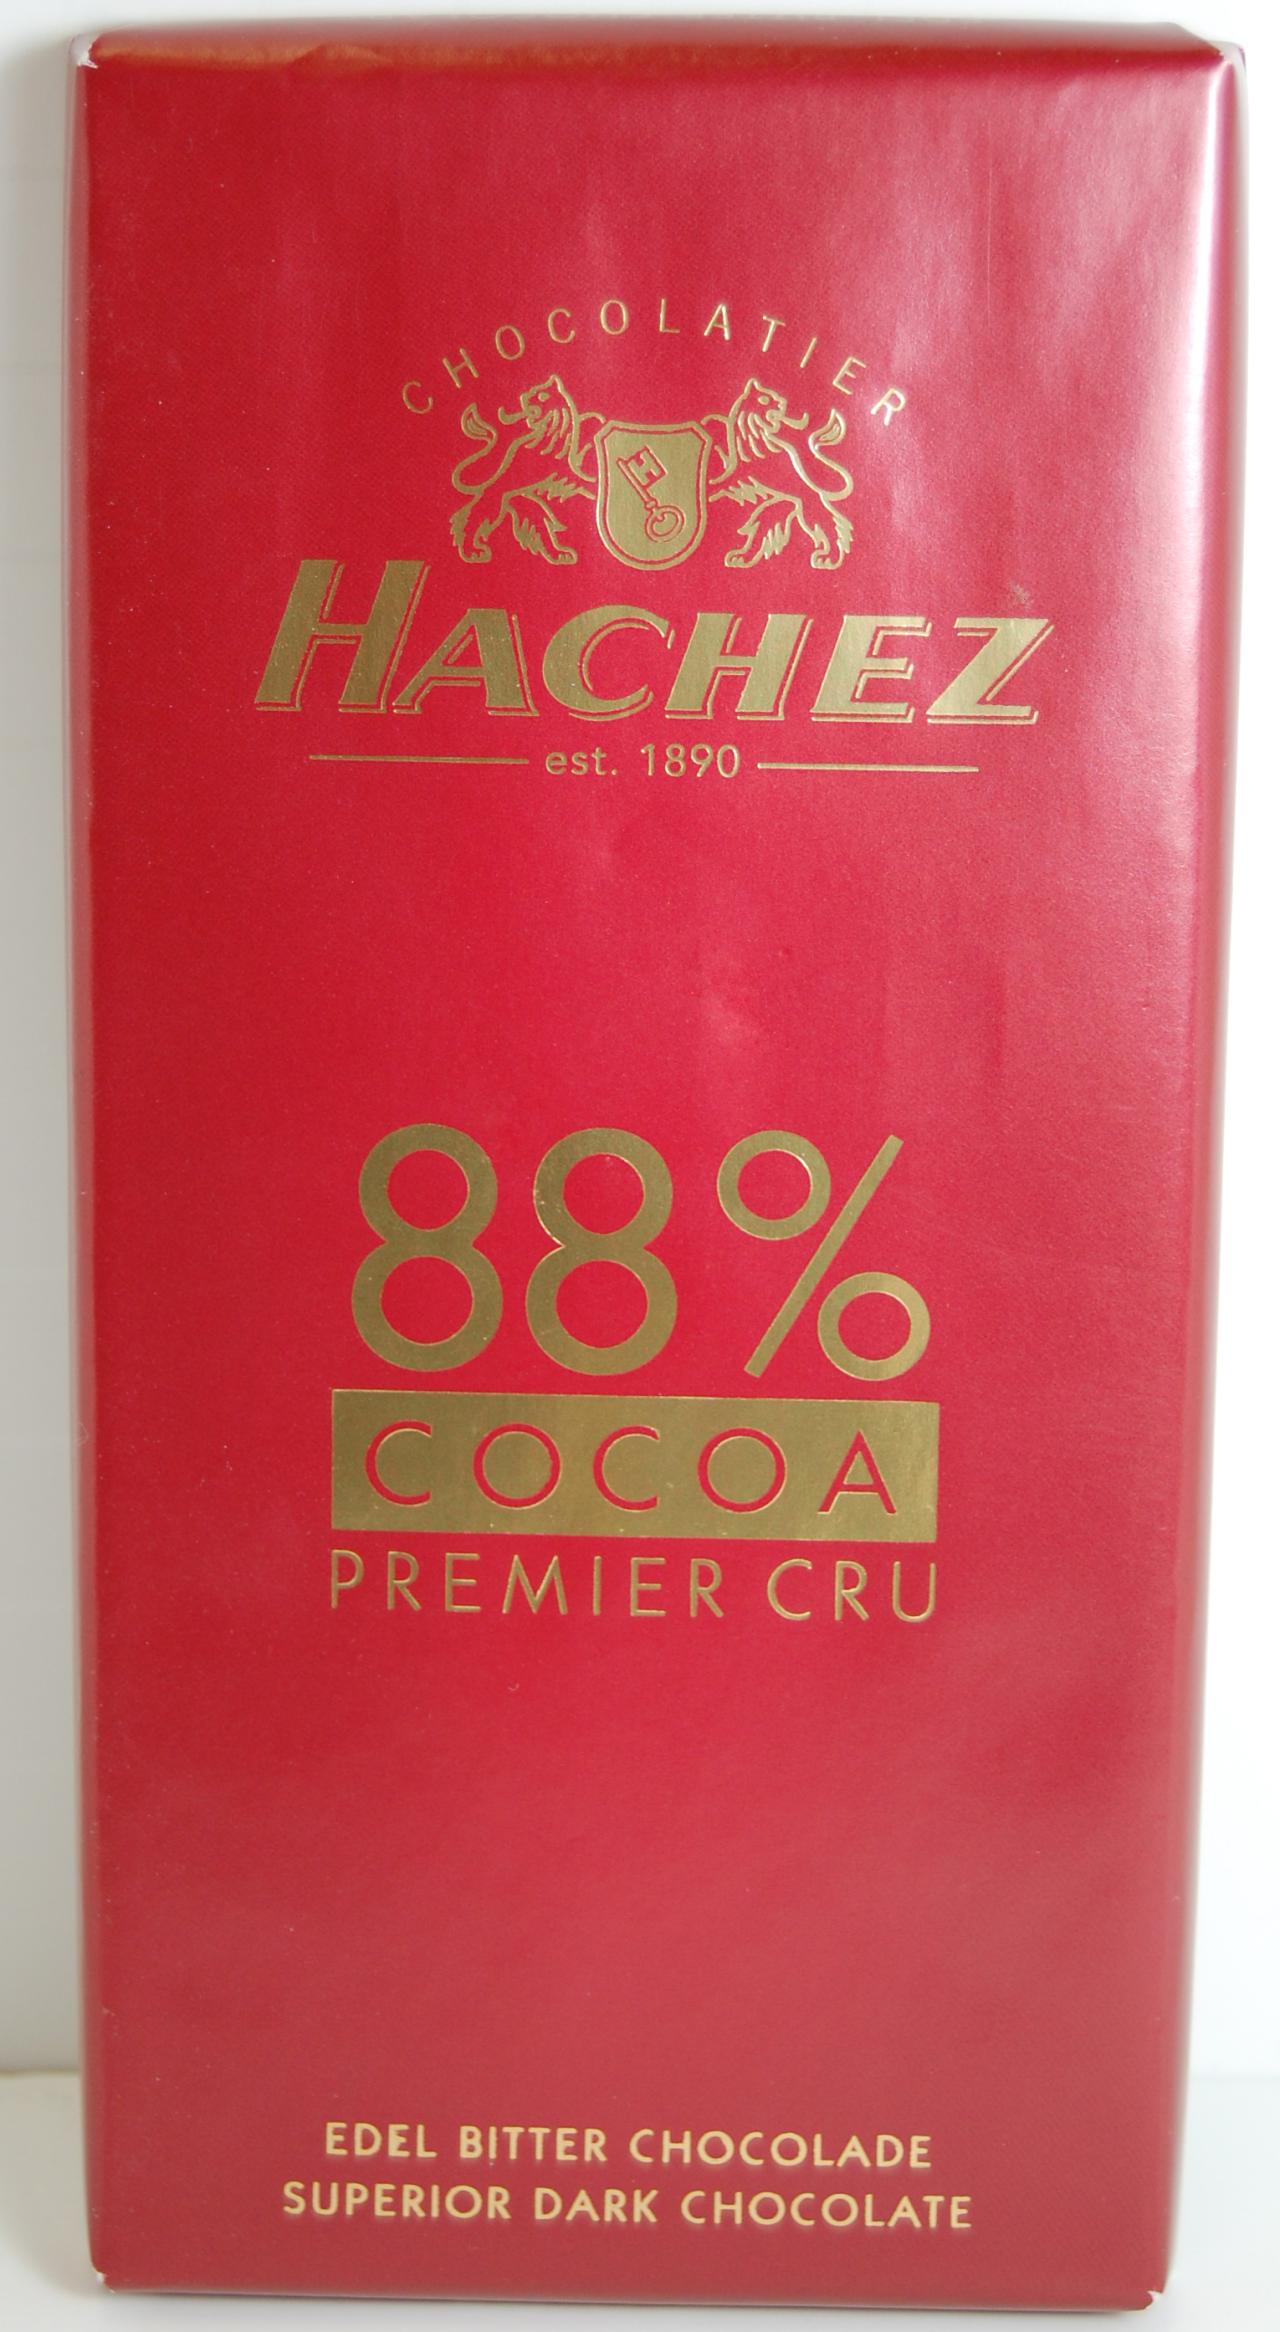 CHOCOLATIER
HACHEZ
est. 1890
88%
COCOA
PREMIER CRU
EDEL BITTER CHOCOLADE
SUPERIOR DARK CHOCOLATE